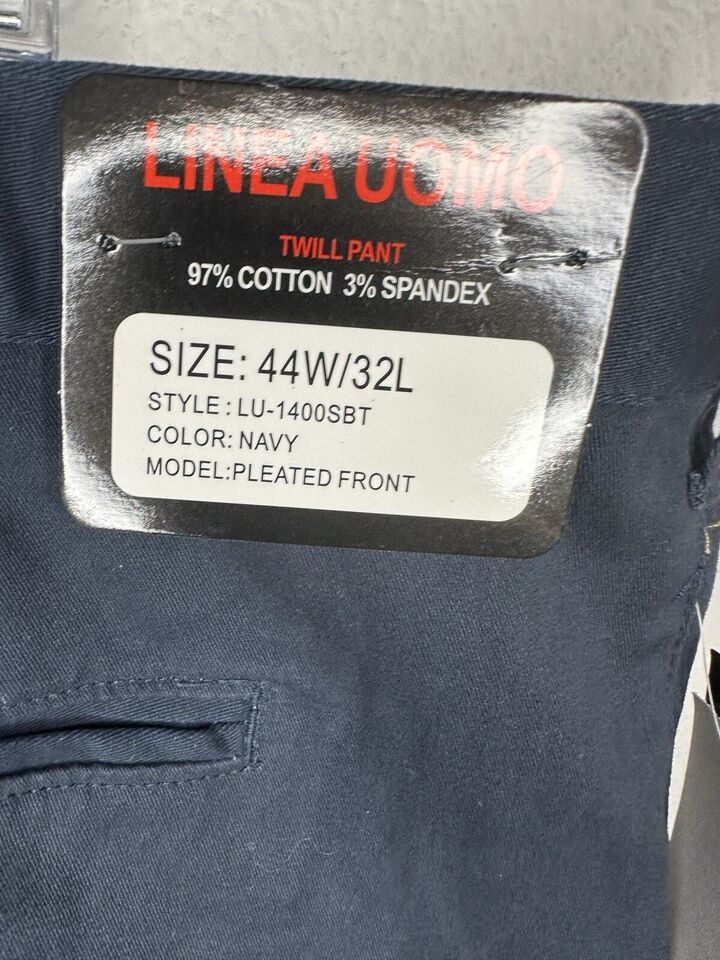 LINEA UOMO
TWILL PANT
97% COTTON 3% SPANDEX
SIZE: 44W/32L
STYLE : LU-1400SBT
COLOR: NAVY
MODEL:PLEATED FRONT